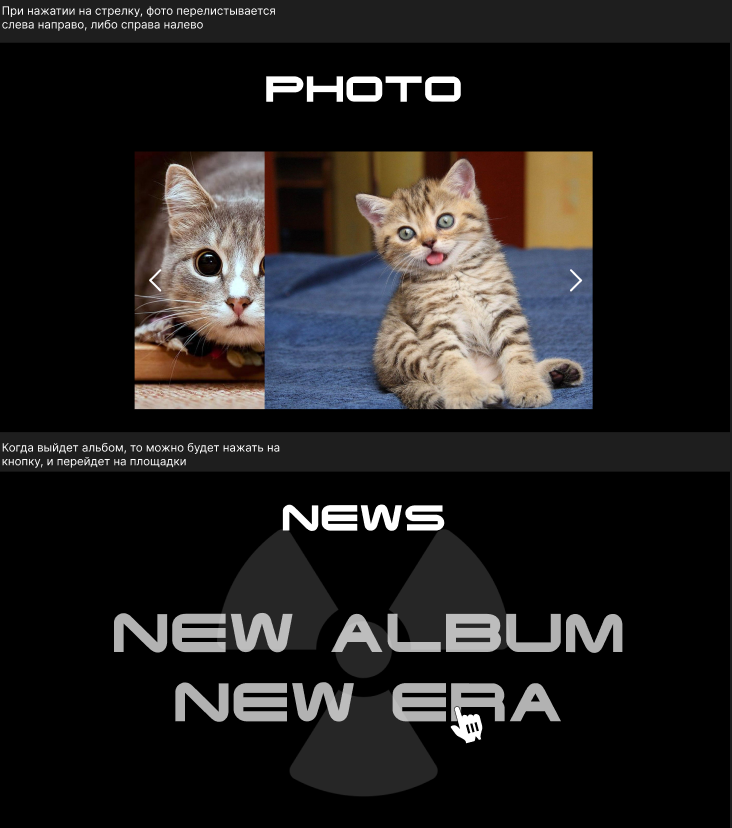 При нажатии на стрелку, фото перелистывается
слева направо, либо справа налево
PHOTO
Когда выйдет альбом, то можно будет нажать на
кнопку, и перейдет на площадки
NEWS
NEW ALBUM
NEW ERA